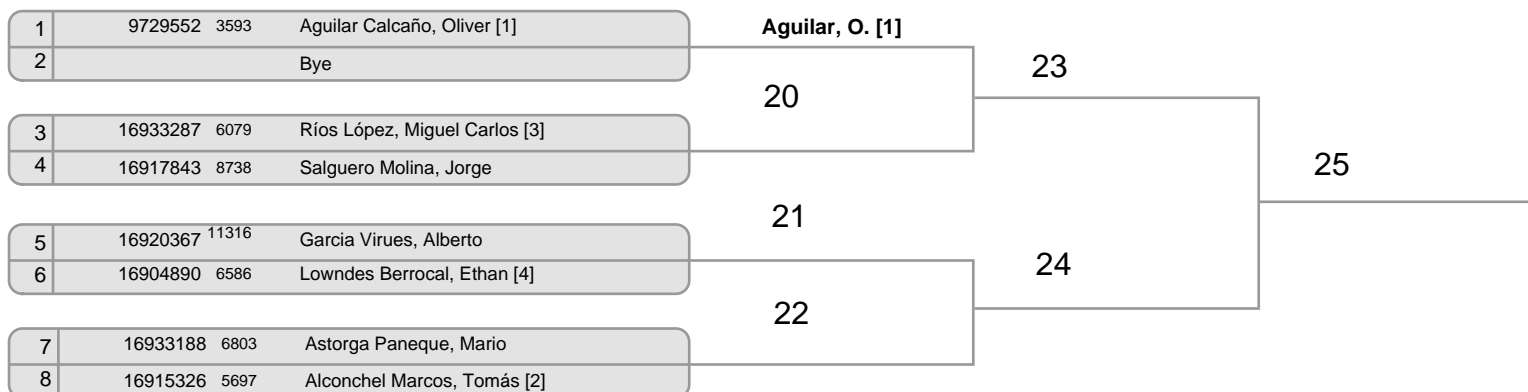 1 9729552 3593 Aguilar Calcaño, Oliver [1] Aguilar, O. [1]
2 Bye
23
20
3 16933287 6079 Ríos López, Miguel Carlos [3]
4 16917843 8738 Salguero Molina, Jorge
25
21
5 16920367 11316 Garcia Virues, Alberto
6 16904890 6586 Lowndes Berrocal, Ethan [4]
24
22
7 16933188 6803 Astorga Paneque, Mario
8 16915326 5697 Alconchel Marcos, Tomás [2]